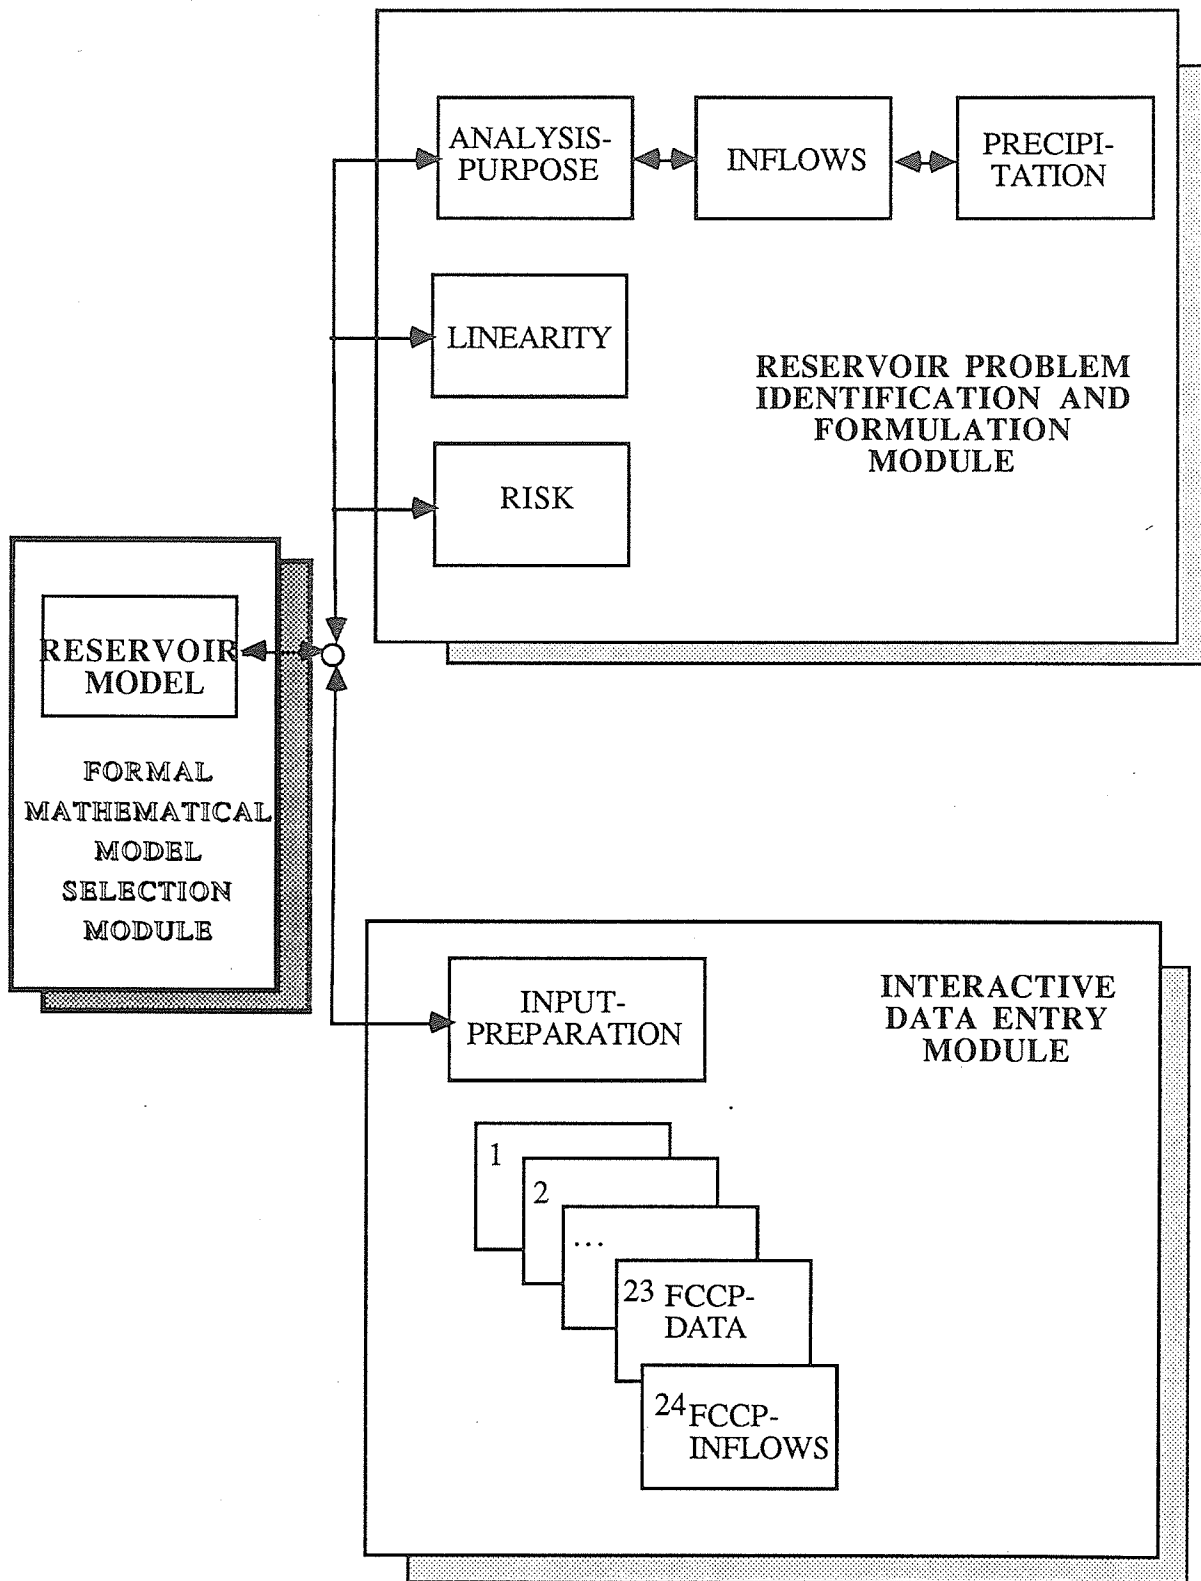 ANALYSIS-
PURPOSE
INFLOWS
PRECIPI-
TATION
LINEARITY
RESERVOIR PROBLEM
IDENTIFICATION AND
FORMULATION
MODULE
RISK
RESERVOIR
MODEL
FORMAL
MATHEMATICAL
MODEL
SELECTION
MODULE
INPUT-
PREPARATION
INTERACTIVE
DATA ENTRY
MODULE
1
2
...
23 FCCP-
DATA
24 FCCP-
INFLOWS